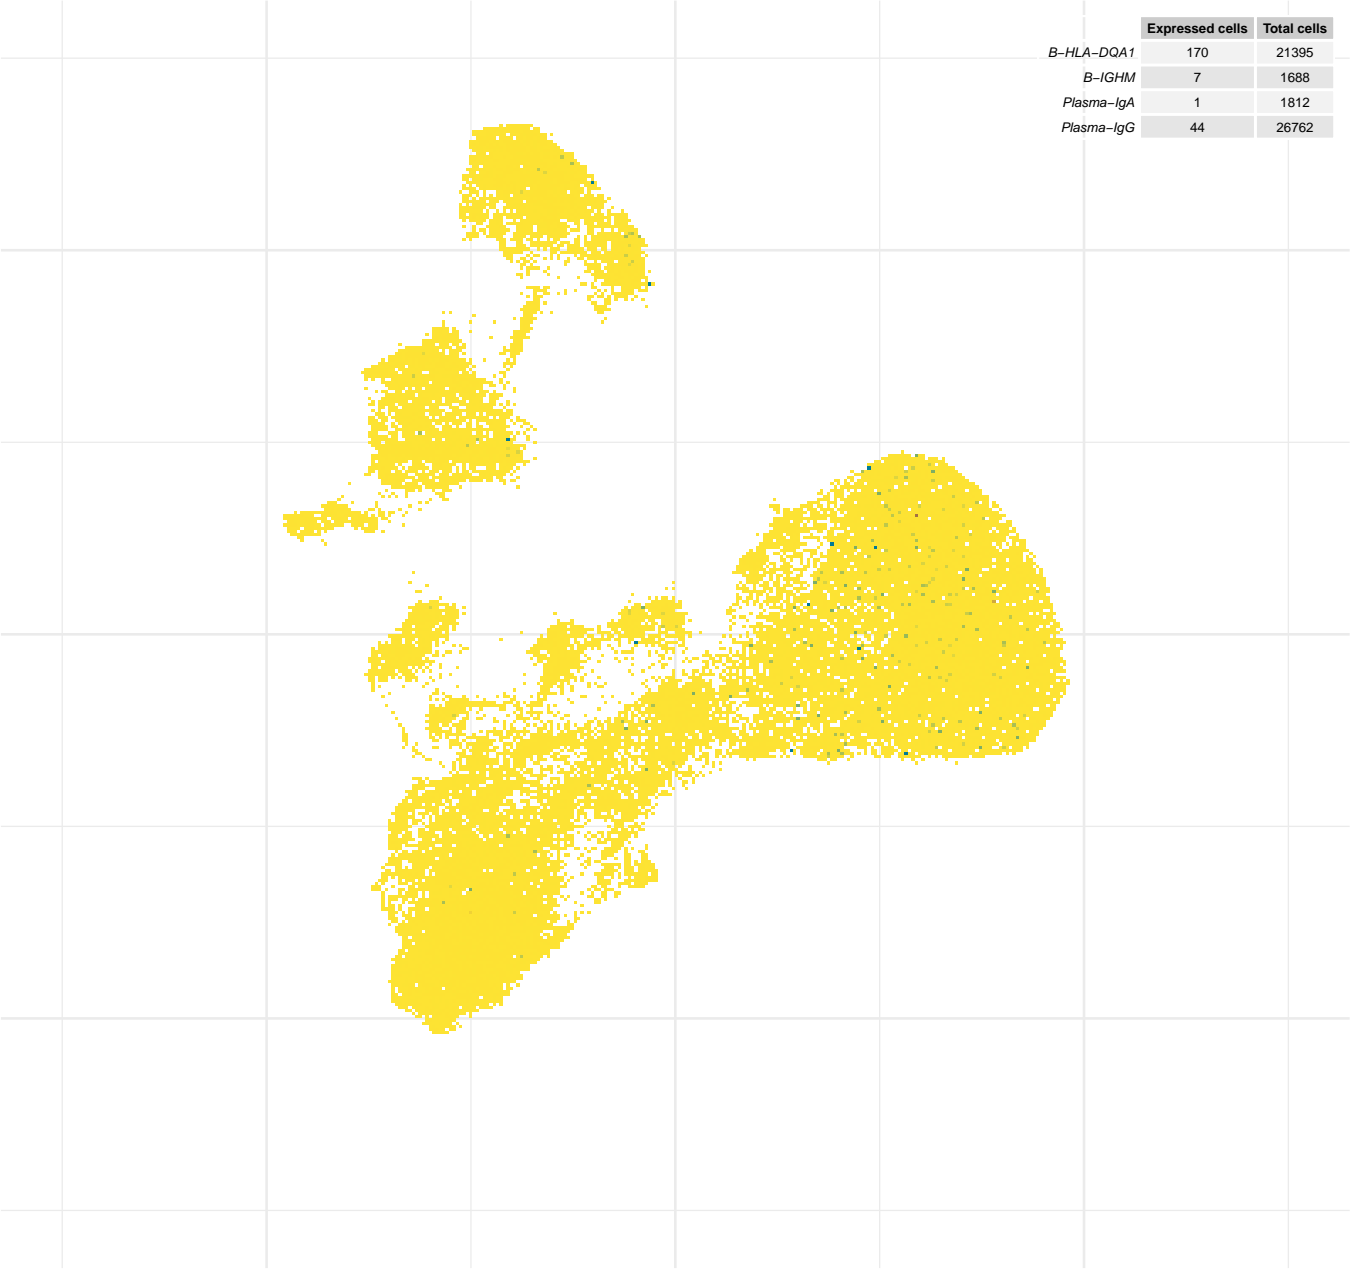 Expressed cells Total cells
B−HLA−DQA1 170 21395
B−IGHM 7 1688
Plasma−IgA 1 1812
Plasma−IgG 44 26762